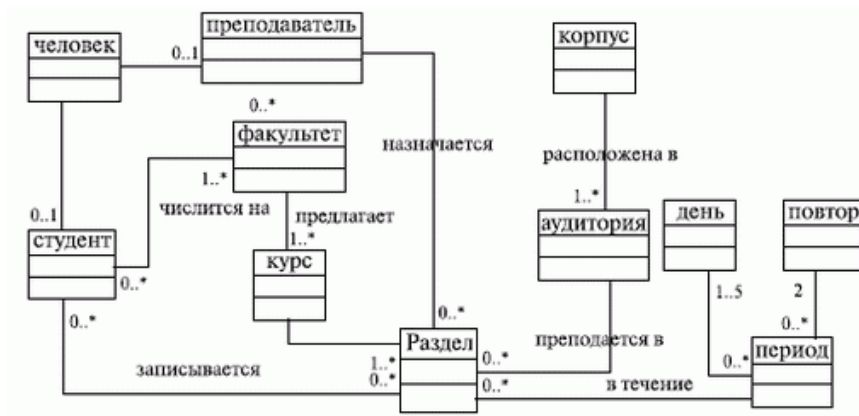 преподаватель
человек
корпус
0..1
0..*
факультет
назначается
расположена в
1..*
числится на
0..1
предлагает
1..*
1..*
студент
курс
аудитория
день
повтор
0..*
0..*
1..5
2
0..*
0..*
Раздел
преподается в
период
1..*
0..*
0..*
0..*
0..*
записывается
в течение